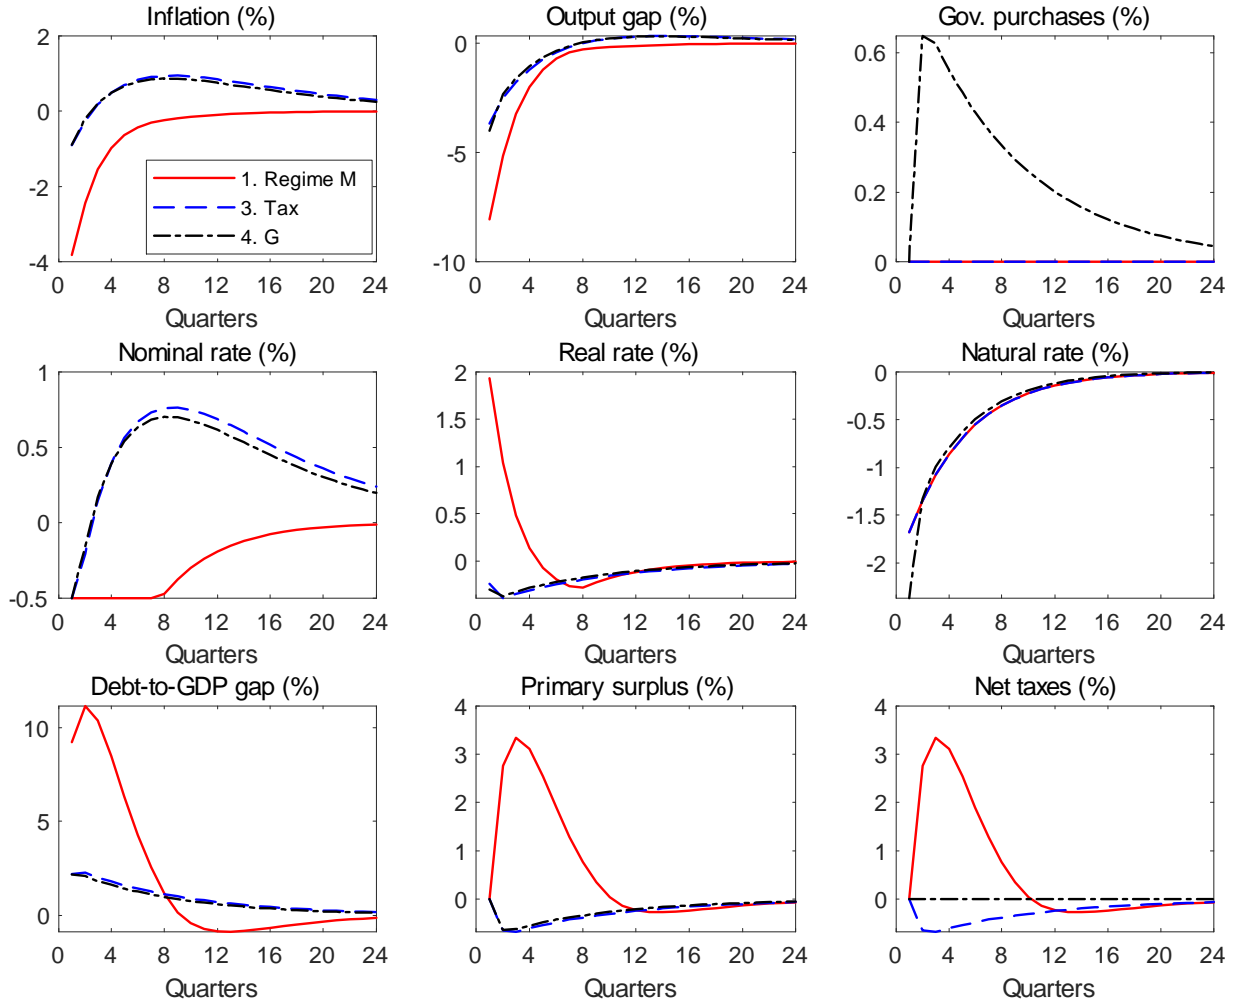 Inflation (%)
Output gap (%)
Gov. purchases (%)
2
0
-2
-4
0 4 8 12 16 20 24
Quarters
1. Regime M
3. Tax
4. G
0
-5
-10
0 4 8 12 16 20 24
Quarters
0.6
0.4
0.2
0
0 4 8 12 16 20 24
Quarters
Nominal rate (%)
Real rate (%)
Natural rate (%)
1
0.5
0
-0.5
0 4 8 12 16 20 24
Quarters
2
1.5
1
0.5
0
0 4 8 12 16 20 24
Quarters
0
-0.5
-1
-1.5
-2
0 4 8 12 16 20 24
Quarters
Debt-to-GDP gap (%)
Primary surplus (%)
Net taxes (%)
10
5
0
0 4 8 12 16 20 24
Quarters
4
3
2
1
0
0 4 8 12 16 20 24
Quarters
4
3
2
1
0
0 4 8 12 16 20 24
Quarters